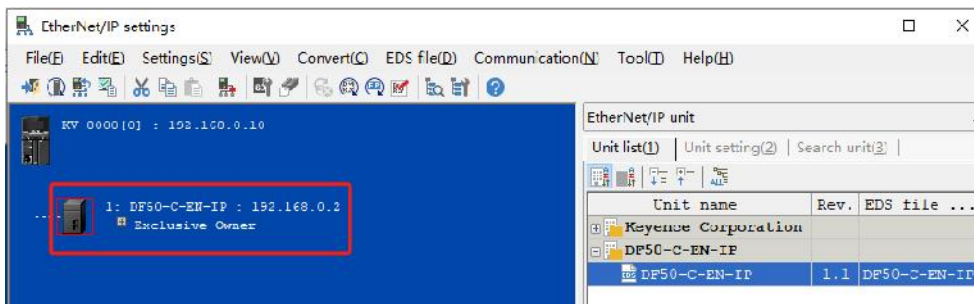 EtherNet/IP settings
File(F) Edit(E) Settings(S) View(V) Convert(C) EDS file(D) Communication(N) Tool(T) Help(H)
KV 0000[0] : 192.168.0.10
1: DF50-C-EN-IP : 192.168.0.2
Exclusive Owner
EtherNet/IP unit
Unit list(1) Unit setting(2) Search unit(3)
Unit name Rev. EDS file ...
Keyence Corporation
DF50-C-EN-IP
DF50-C-EN-IP 1.1 DF50-C-EN-IP